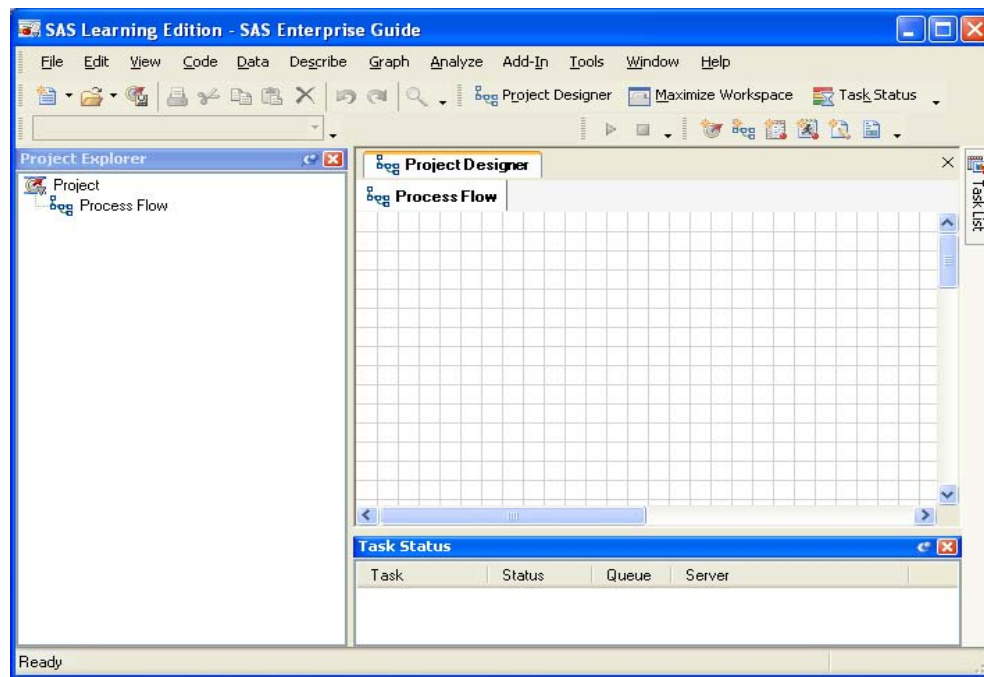 SAS Learning Edition - SAS Enterprise Guide
File Edit View Code Data Describe Graph Analyze Add-In Tools Window Help
Project Designer Maximize Workspace Task Status
Project Explorer
Project
Process Flow
Project Designer
Process Flow
Task List
Task Status
Task Status Queue Server
Ready